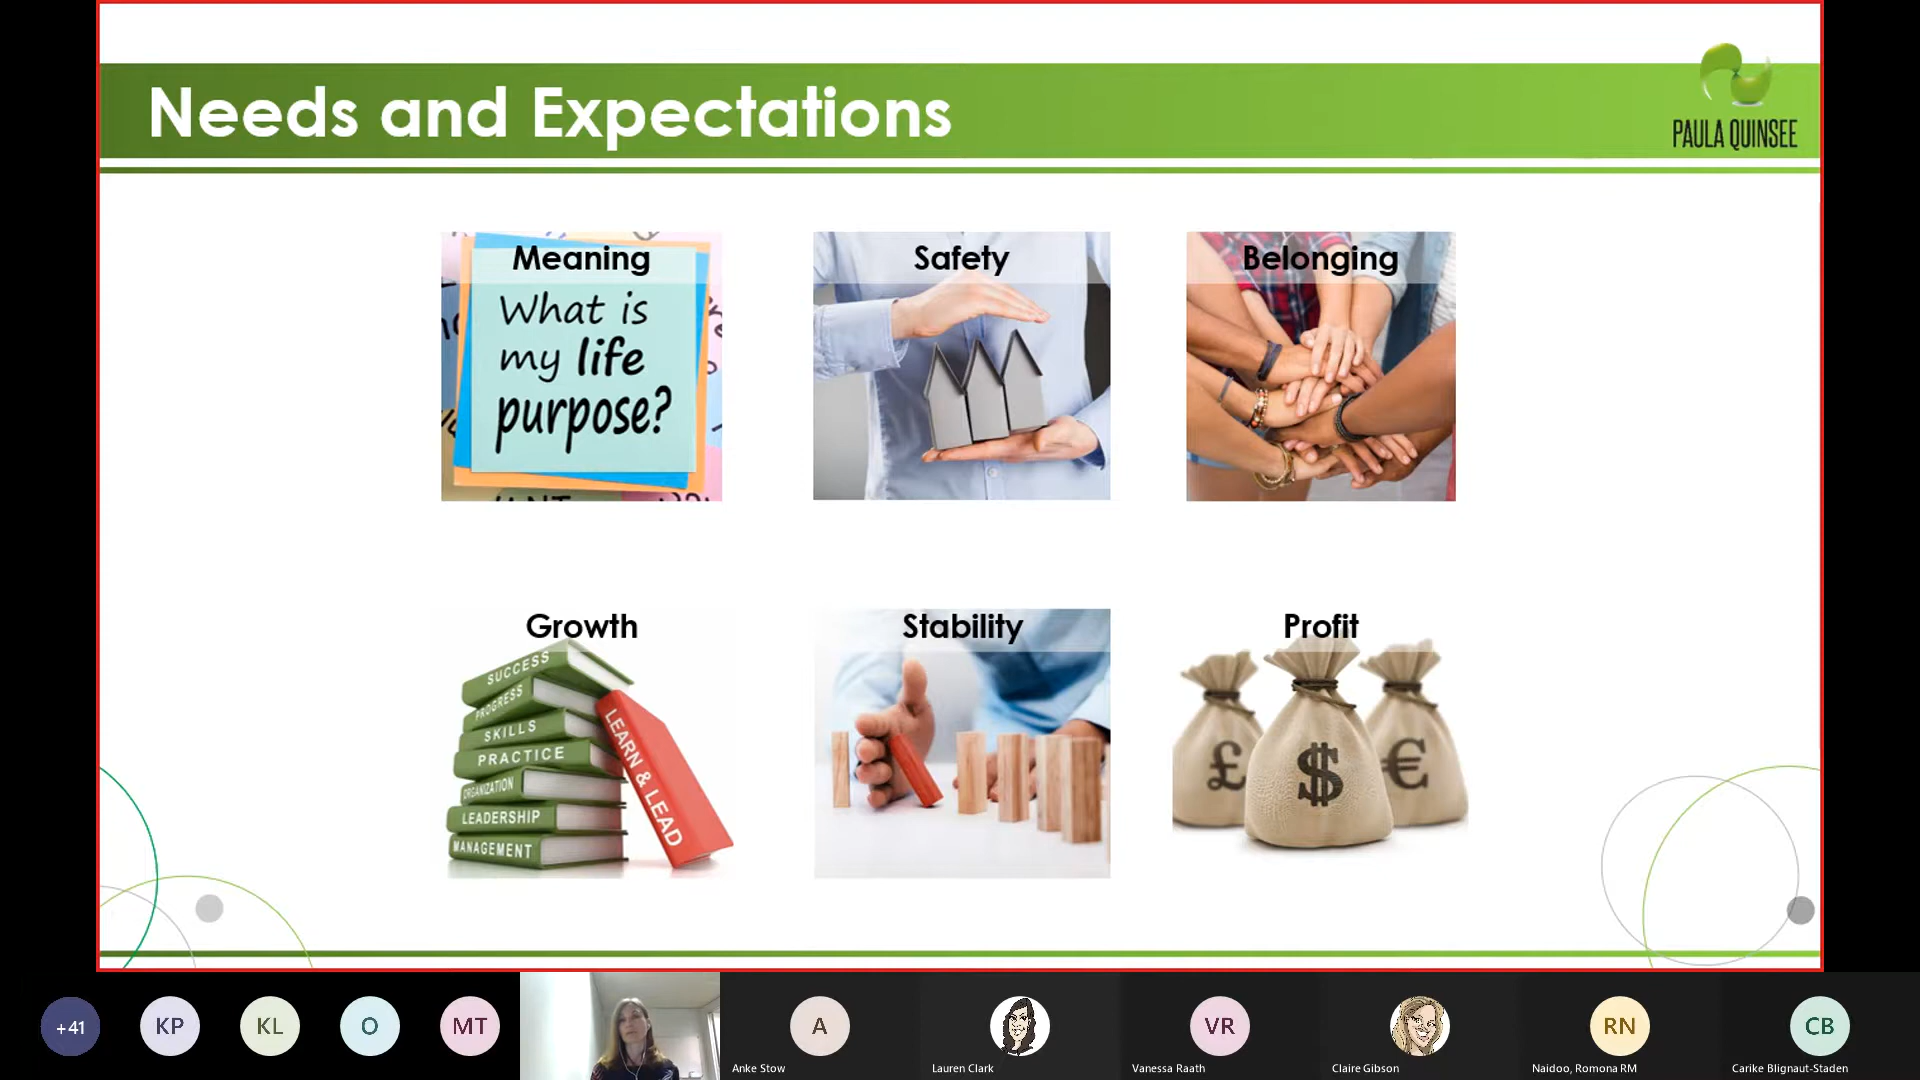 Needs and Expectations
PAULA QUINSEE
Meaning
What is
my life
purpose?
Safety
Belonging
Growth
SUCCESS
PROGRESS
SKILLS
PRACTICE
ORGANIZATION
LEADERSHIP
MANAGEMENT
LEARN & LEAD
Stability
Profit
£
$
€
+41
KP
KL
O
MT
A
VR
RN
CB
Anke Stow
Lauren Clark
Vanessa Raath
Claire Gibson
Naidoo, Romona RM
Carike Blignaut-Staden